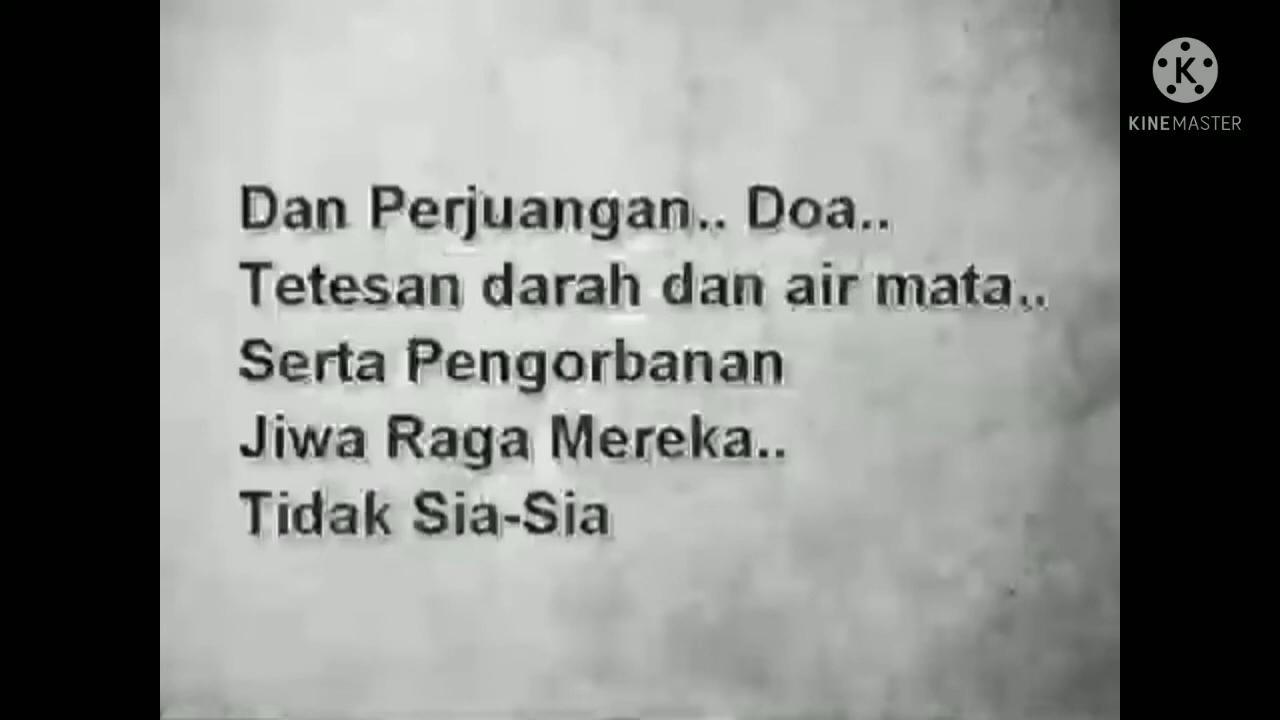 Dan Perjuangan.. Doa..
Tetesan darah dan air mata..
Serta Pengorbanan
Jiwa Raga Mereka..
Tidak Sia-Sia
K
KINEMASTER